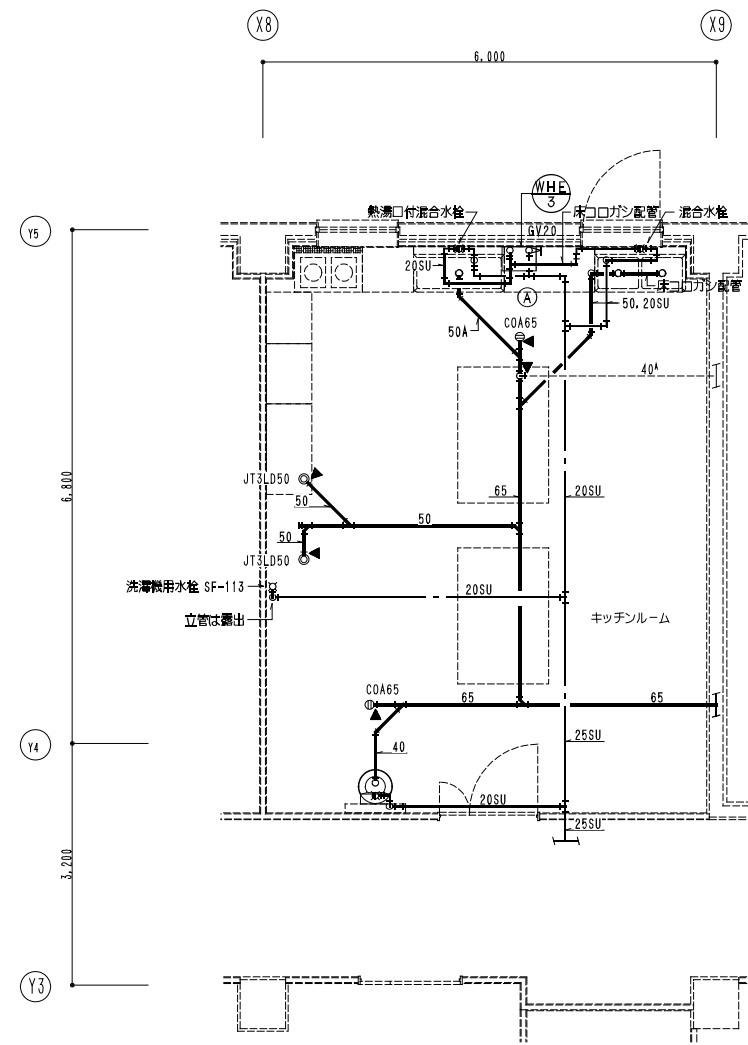 X8
X9
6,000
WHE
3
熱湯口付混合水栓
床コロガシ配管
混合水栓
Y5
GV20
20SU
床コロガシ配管
A
50,20SU
COA65
50A
40A
6,800
JT3LD50
50
65
20SU
50
50
JT3LD50
洗濯機用水栓 SF-113
20SU
立管は露出
キッチンルーム
COA65
65
65
Y4
40
25SU
20SU
25SU
3,200
Y3